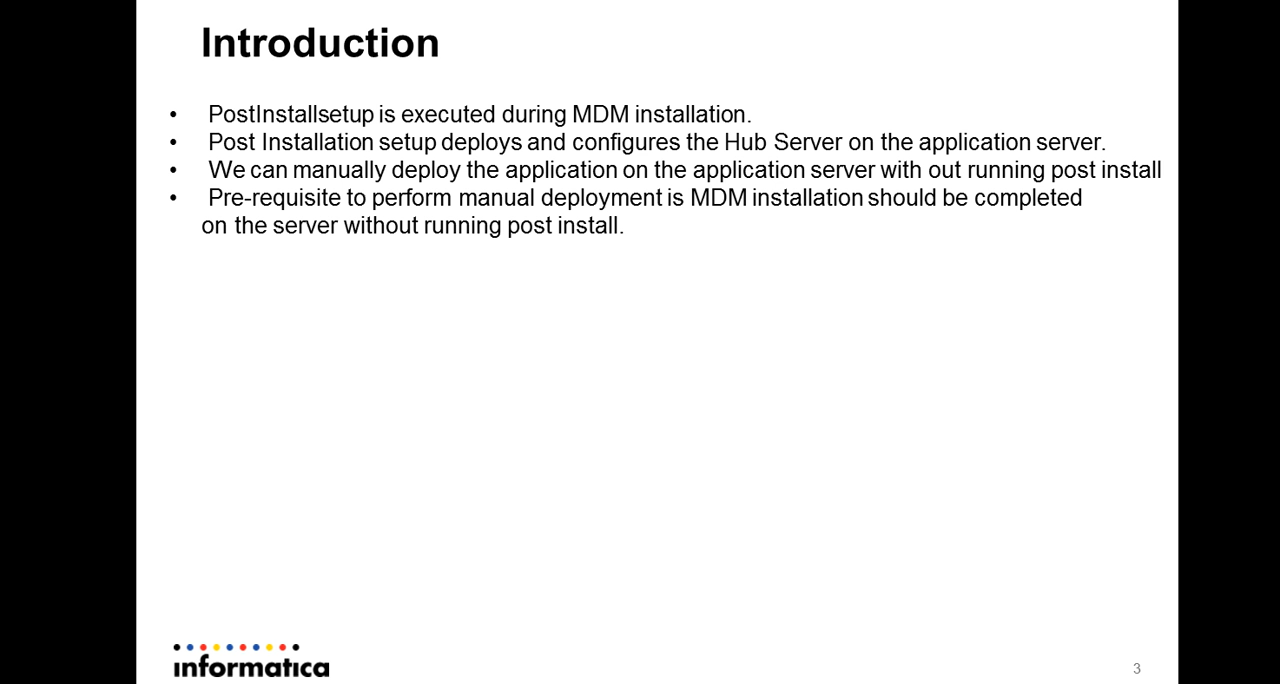 Introduction
• PostInstallsetup is executed during MDM installation.
• Post Installation setup deploys and configures the Hub Server on the application server.
• We can manually deploy the application on the application server with out running post install
• Pre-requisite to perform manual deployment is MDM installation should be completed
on the server without running post install.
informatica
3